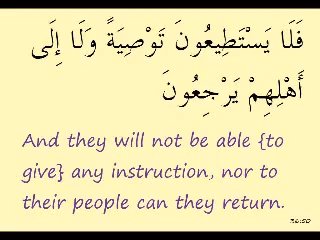 فَلَا يَسْتَطِيعُونَ تَوْصِيَةً وَلَا إِلَى
أَهْلِهِمْ يَرْجِعُونَ
And they will not be able {to
give} any instruction, nor to
their people can they return.
36:50